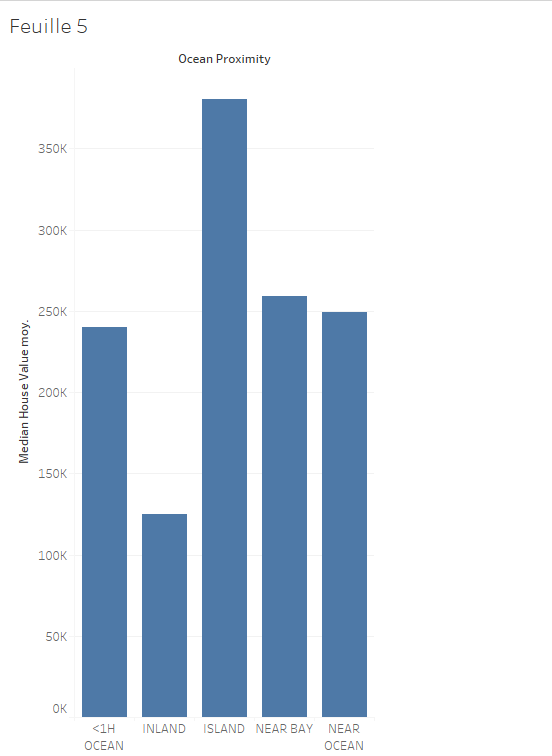 Feuille 5
Ocean Proximity
350K
300K
250K
200K
150K
100K
50K
0K
Median House Value moy.
<1H OCEAN
INLAND
ISLAND
NEAR BAY
NEAR OCEAN